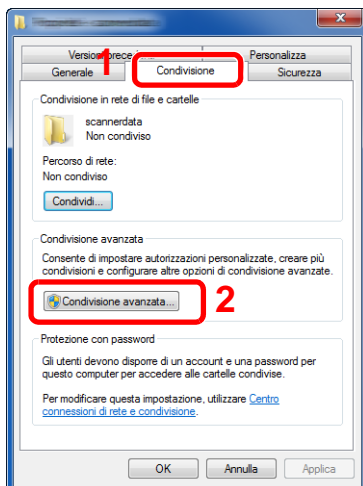 1
Versioni prece
Personalizza
Generale
Condivisione
Sicurezza
Condivisione in rete di file e cartelle
scannerdata
Non condiviso
Percorso di rete:
Non condiviso
Condividi...
Condivisione avanzata
Consente di impostare autorizzazioni personalizzate, creare più
condivisioni e configurare altre opzioni di condivisione avanzate.
Condivisione avanzata...
2
Protezione con password
Gli utenti devono disporre di un account e una password per
questo computer per accedere alle cartelle condivise.
Per modificare questa impostazione, utilizzare Centro
connessioni di rete e condivisione.
OK
Annulla
Applica